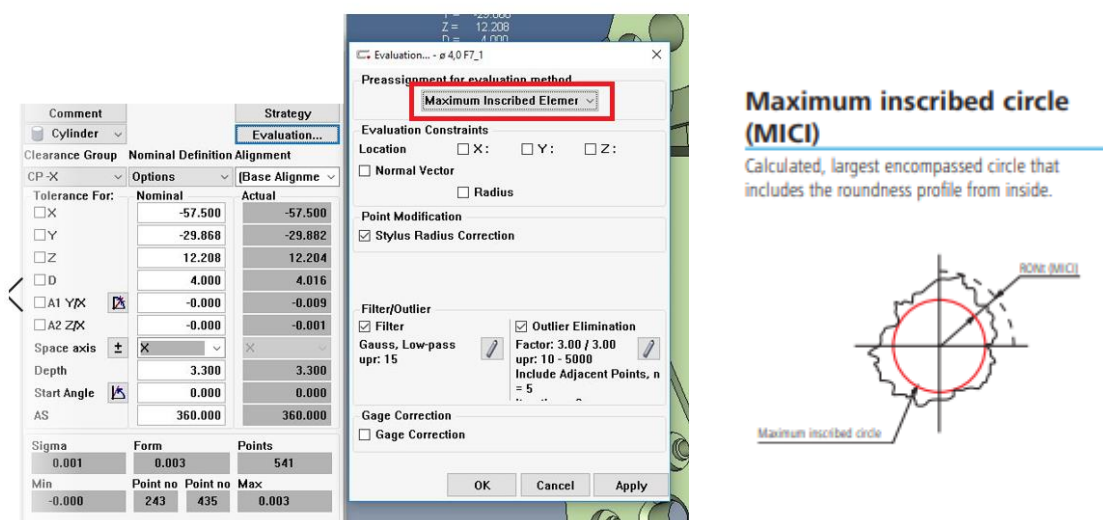 Comment Strategy
Cylinder Evaluation...
Clearance Group Nominal Definition Alignment
CP -X Options (Base Alignme
Tolerance For: Nominal Actual
X -57.500 -57.500
Y -29.868 -29.882
Z 12.208 12.204
D 4.000 4.016
A1 Y/X -0.000 -0.009
A2 Z/X -0.000 -0.001
Space axis ± X X
Depth 3.300 3.300
Start Angle 0.000 0.000
AS 360.000 360.000
Sigma Form Points
0.001 0.003 541
Min Point no Point no Max
-0.000 243 435 0.003
Z = 12.208
D = 4.000
Evaluation... - ø 4,0 F7_1
Preassignment for evaluation method
Maximum Inscribed Elemer
Evaluation Constraints
Location X: Y: Z:
Normal Vector
Radius
Point Modification
Stylus Radius Correction
Filter/Outlier
Filter
Gauss, Low-pass
upr: 15
Outlier Elimination
Factor: 3.00 / 3.00
upr: 10 - 5000
Include Adjacent Points, n
= 5
Gage Correction
Gage Correction
OK Cancel Apply
Maximum inscribed circle
(MICI)
Calculated, largest encompassed circle that
includes the roundness profile from inside.
RONt (MICI)
Maximum inscribed circle